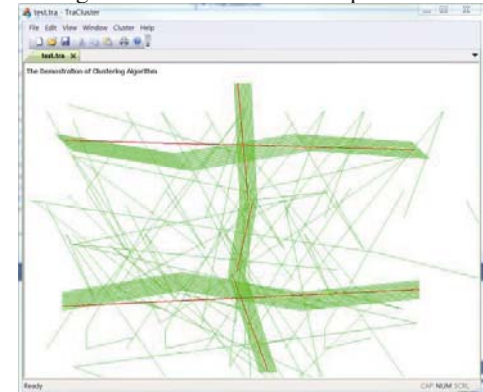 test.tra - TraCluster
File Edit View Window Cluster Help
test.tra X
The Demostration of Clustering Algorithm
Ready
CAP NUM SCRL